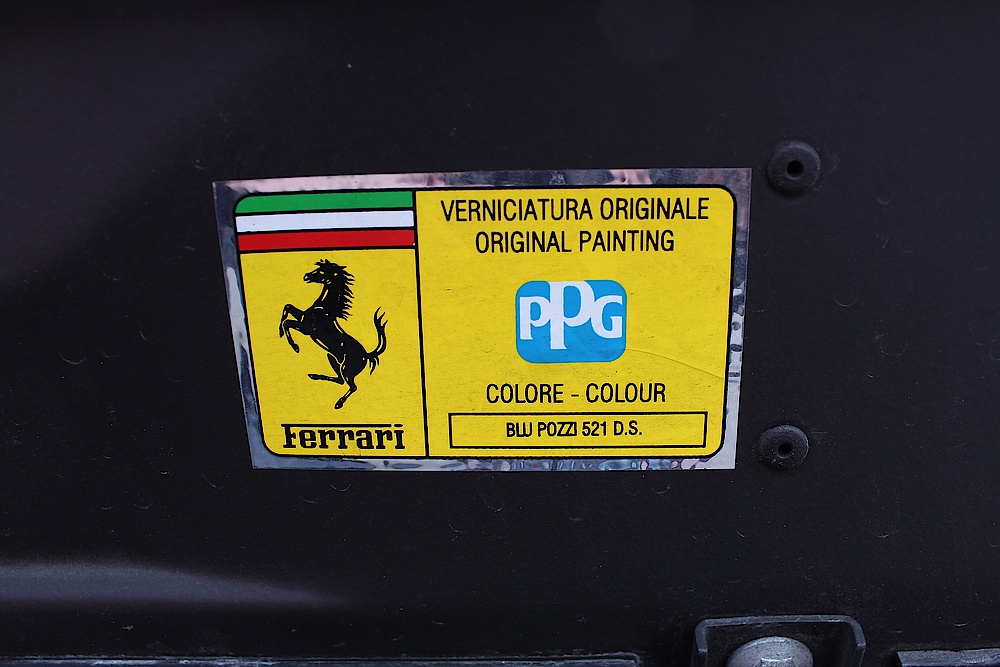 VERNICIATURA ORIGINALE
ORIGINAL PAINTING
PPG
COLORE - COLOUR
BLU POZZI 521 D.S.
Ferrari